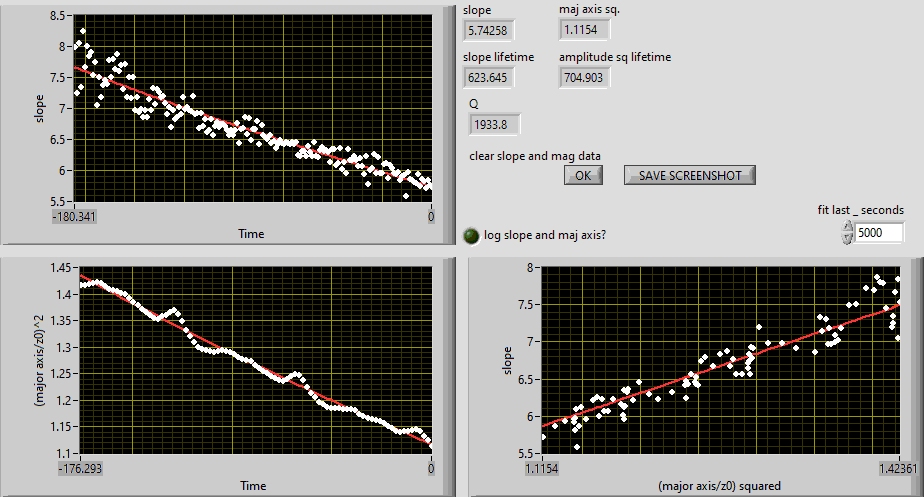 8.5
8
7.5
7
6.5
6
5.5
slope
-180.341
0
Time
slope
5.74258
maj axis sq.
1.1154
slope lifetime
623.645
amplitude sq lifetime
704.903
Q
1933.8
clear slope and mag data
OK
SAVE SCREENSHOT
fit last _ seconds
5000
log slope and maj axis?
1.45
1.4
1.35
1.3
1.25
1.2
1.15
1.1
(major axis/z0)^2
-176.293
0
Time
8
7.5
7
6.5
6
5.5
slope
1.1154
1.42361
(major axis/z0) squared